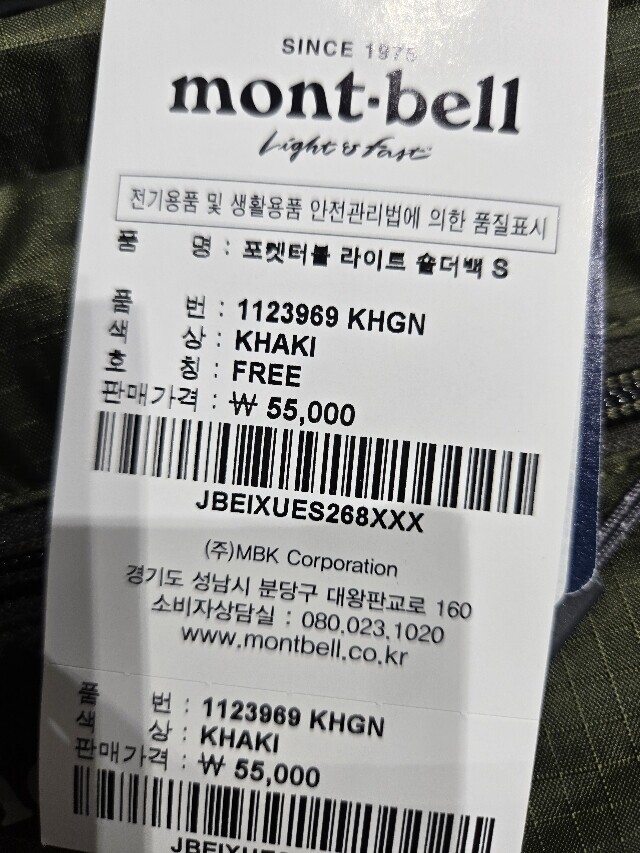 SINCE 1975
mont·bell
Light & Fast
전기용품 및 생활용품 안전관리법에 의한 품질표시
품 명 : 포켓터블 라이트 숄더백 S
품 번 : 1123969 KHGN
색 상 : KHAKI
호 칭 : FREE
판매가격 : ₩ 55,000
JBEIXUES268XXX
(주)MBK Corporation
경기도 성남시 분당구 대왕판교로 160
소비자상담실 : 080.023.1020
www.montbell.co.kr
품 번 : 1123969 KHGN
색 상 : KHAKI
판매가격 : ₩ 55,000